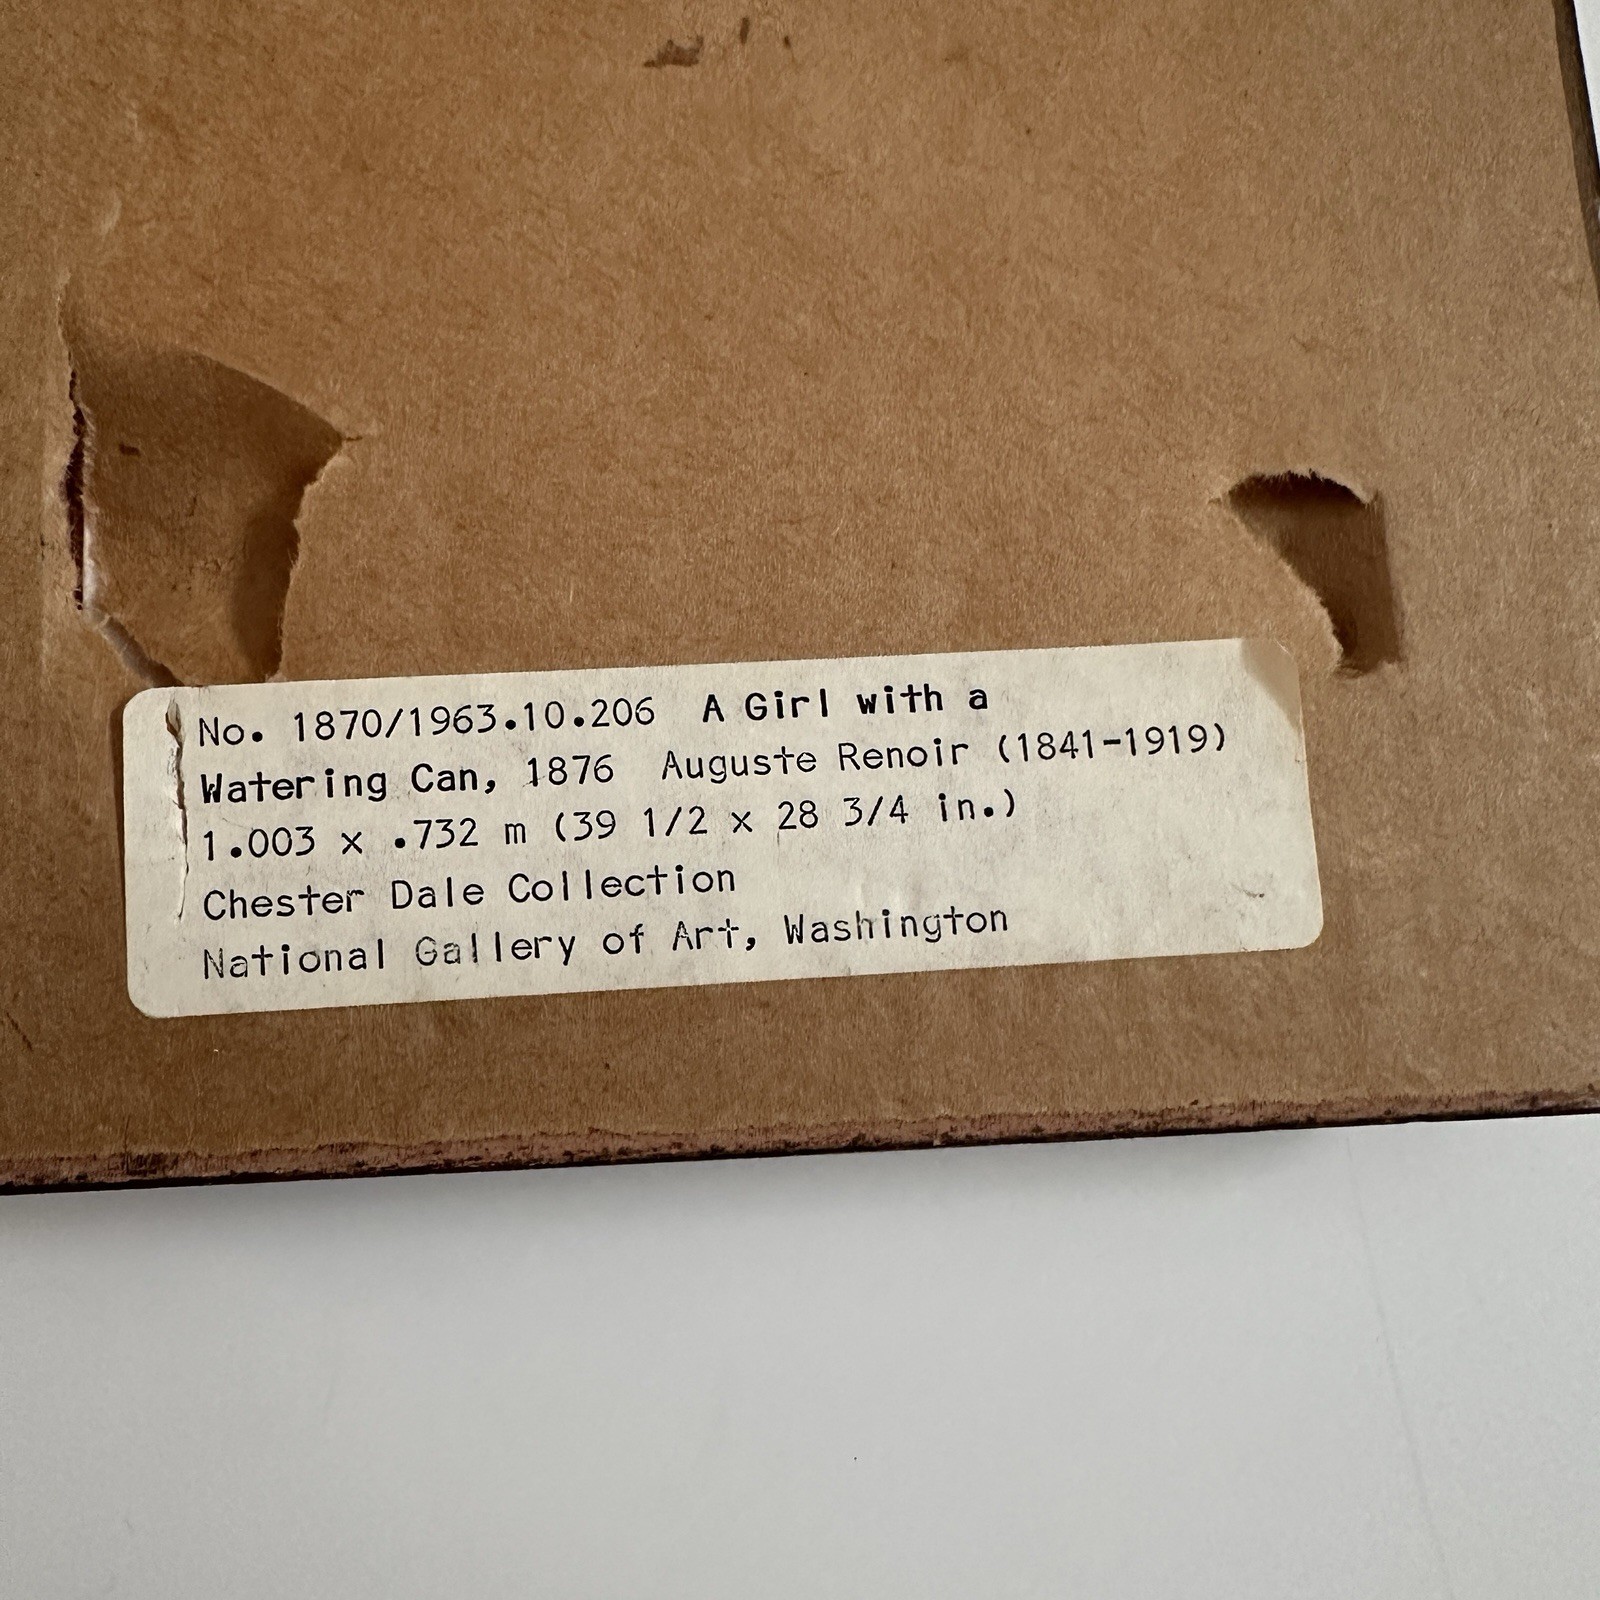 No. 1870/1963.10.206 A Girl with a
Watering Can, 1876 Auguste Renoir (1841-1919)
1.003 x .732 m (39 1/2 x 28 3/4 in.)
Chester Dale Collection
National Gallery of Art, Washington